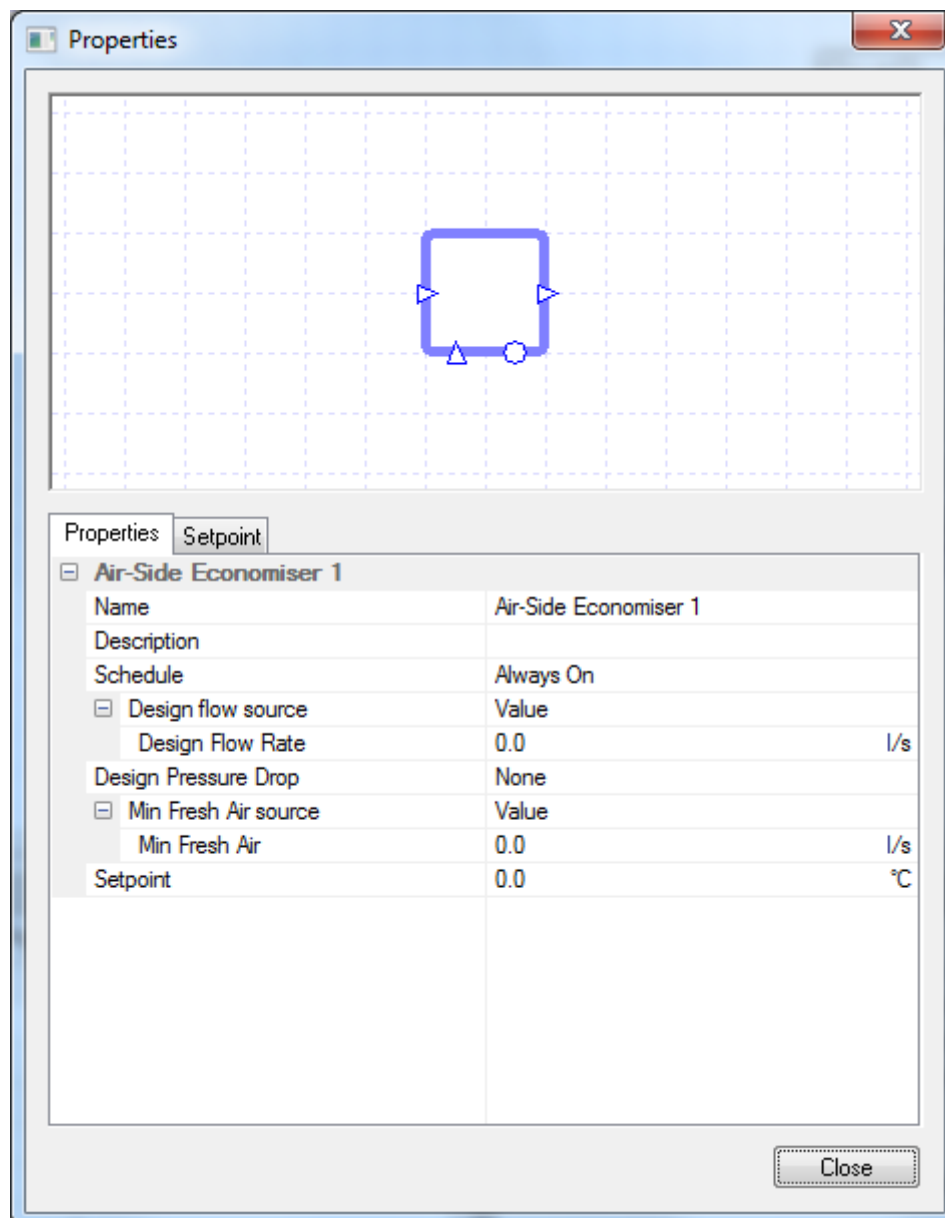 Properties
Properties Setpoint
Air-Side Economiser 1
Name Air-Side Economiser 1
Description
Schedule Always On
Design flow source Value
Design Flow Rate 0.0 l/s
Design Pressure Drop None
Min Fresh Air source Value
Min Fresh Air 0.0 l/s
Setpoint 0.0 °C
Close